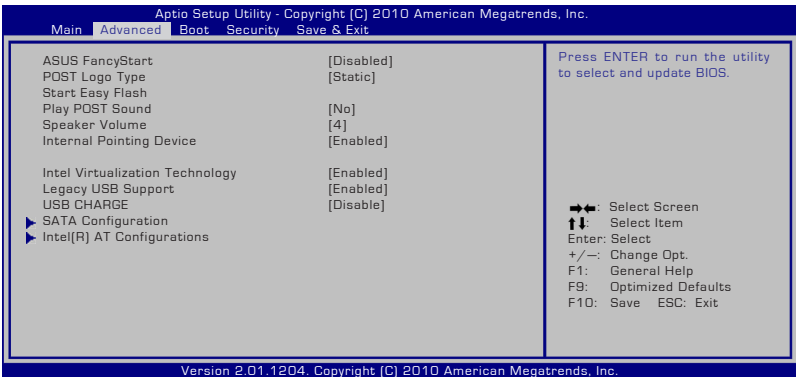 Aptio Setup Utility - Copyright (C) 2010 American Megatrends, Inc.
Main Advanced Boot Security Save & Exit
ASUS FancyStart [Disabled]
POST Logo Type [Static]
Start Easy Flash
Play POST Sound [No]
Speaker Volume [4]
Internal Pointing Device [Enabled]
Intel Virtualization Technology [Enabled]
Legacy USB Support [Enabled]
USB CHARGE [Disable]
SATA Configuration
Intel(R) AT Configurations
Press ENTER to run the utility
to select and update BIOS.
→←: Select Screen
↑↓: Select Item
Enter: Select
+/—: Change Opt.
F1: General Help
F9: Optimized Defaults
F10: Save ESC: Exit
Version 2.01.1204. Copyright (C) 2010 American Megatrends, Inc.